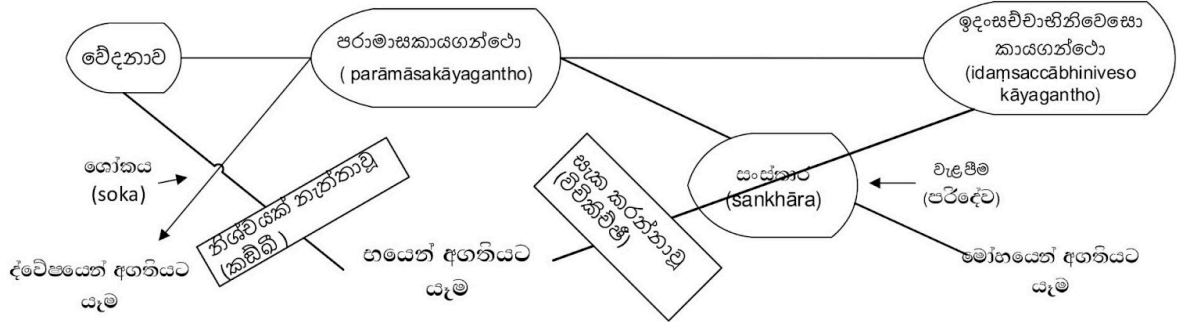 වේදනාව
පරාමාසකායගන්ථො
( parāmāsakāyagantho)
ඉදංසච්චාභිනිවෙසො
කායගන්ථො
(idaṃsaccābhiniveso
kāyagantho)
ශෝකය
(soka)
නිශ්චයක් නැත්තාවූ
(කඞ්ඛී )
සැක කරන්නාවූ
(විචිකිච්ඡී)
සංස්කාර
(sankhāra)
වැළපීම
(පරිදේව)
ද්වේෂයෙන් අගතියට
යෑම
භයෙන් අගතියට
යෑම
මෝහයෙන් අගතියට
යෑම